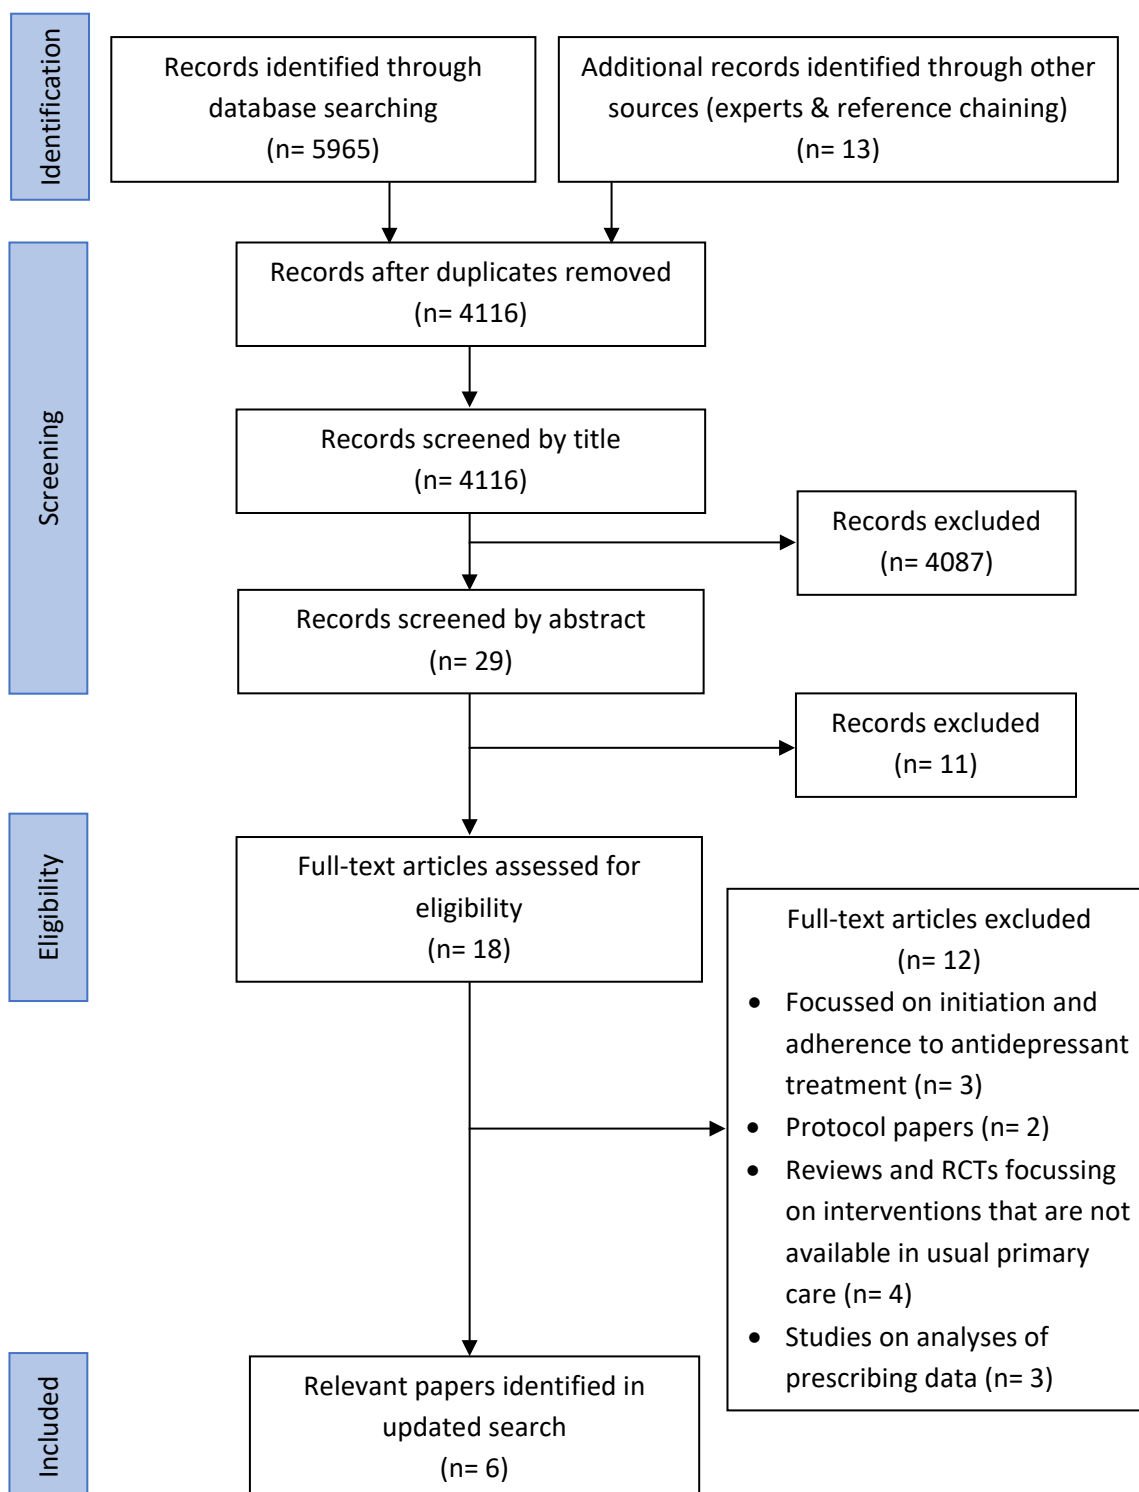 Identification
Records identified through
database searching
(n= 5965)
Additional records identified through other
sources (experts & reference chaining)
(n= 13)
Screening
Records after duplicates removed
(n= 4116)
Records screened by title
(n= 4116)
Records excluded
(n= 4087)
Records screened by abstract
(n= 29)
Records excluded
(n= 11)
Eligibility
Full-text articles assessed for
eligibility
(n= 18)
Full-text articles excluded
(n= 12)
• Focussed on initiation and
adherence to antidepressant
treatment (n= 3)
• Protocol papers (n= 2)
• Reviews and RCTs focussing
on interventions that are not
available in usual primary
care (n= 4)
• Studies on analyses of
prescribing data (n= 3)
Included
Relevant papers identified in
updated search
(n= 6)